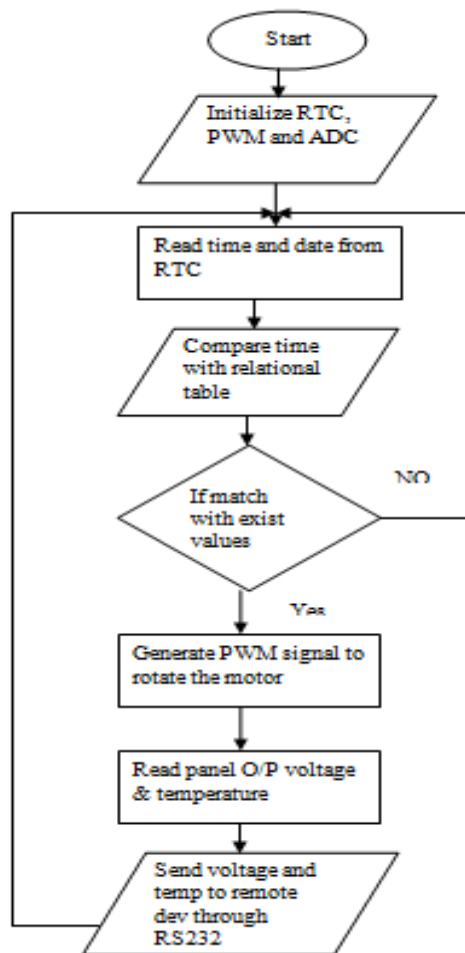 Start
Initialize RTC,
PWM and ADC
Read time and date from
RTC
Compare time
with relational
table
If match
with exist
values
NO
Yes
Generate PWM signal to
rotate the motor
Read panel O/P voltage
& temperature
Send voltage and
temp to remote
dev through
RS232